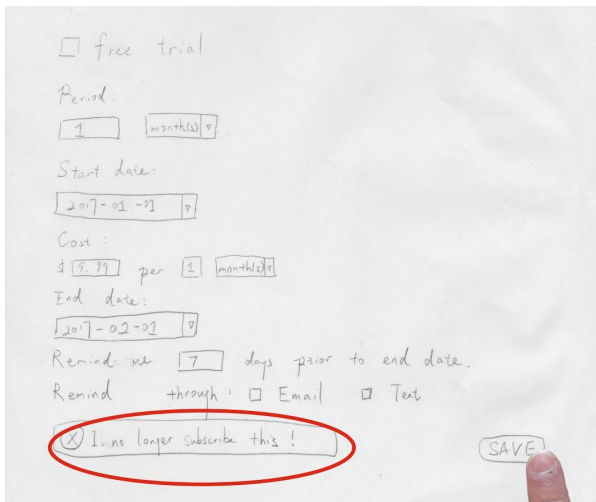 free trial
Period:
1 month(s)
Start date:
2017-01-01
Cost:
$ 9.99 per 1 month(s)
End date:
2017-02-01
Remind me 7 days prior to end date.
Remind through: Email Text
X I no longer subscribe this!
SAVE